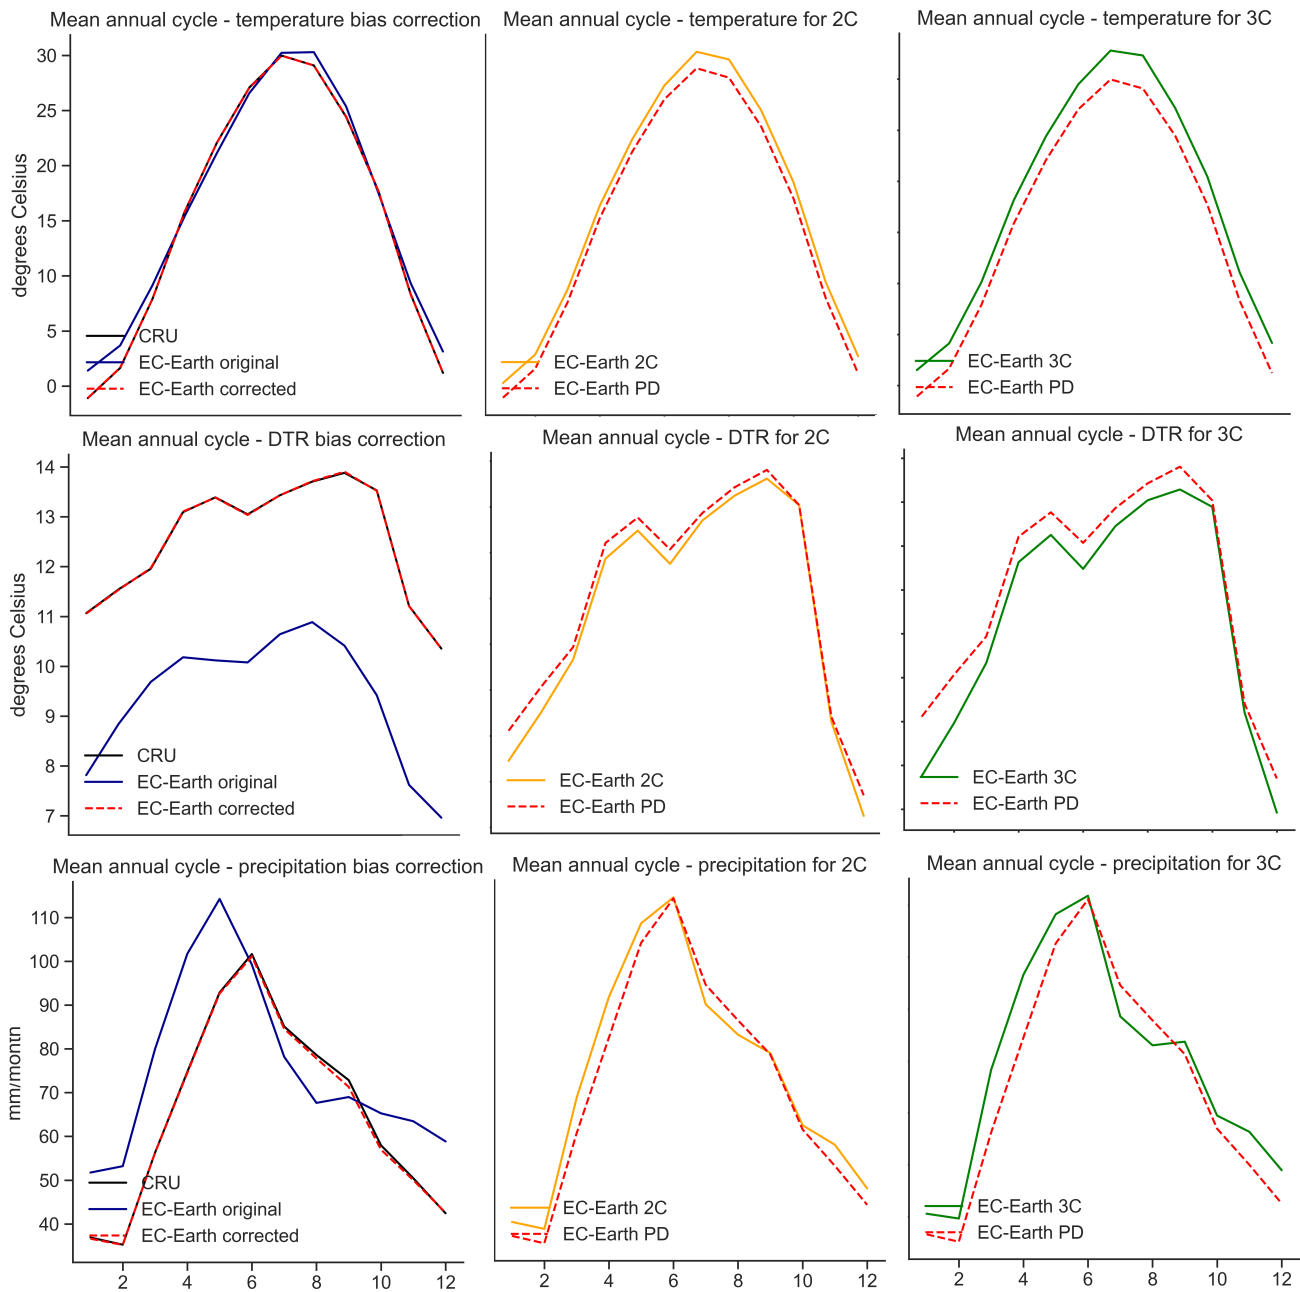 Mean annual cycle - temperature bias correction
Mean annual cycle - temperature for 2C
Mean annual cycle - temperature for 3C
30
25
20
15
10
5
0
degrees Celsius
CRU
EC-Earth original
EC-Earth corrected
EC-Earth 2C
EC-Earth PD
EC-Earth 3C
EC-Earth PD
Mean annual cycle - DTR bias correction
Mean annual cycle - DTR for 2C
Mean annual cycle - DTR for 3C
14
13
12
11
10
9
8
7
degrees Celsius
CRU
EC-Earth original
EC-Earth corrected
EC-Earth 2C
EC-Earth PD
EC-Earth 3C
EC-Earth PD
Mean annual cycle - precipitation bias correction
Mean annual cycle - precipitation for 2C
Mean annual cycle - precipitation for 3C
110
100
90
80
70
60
50
40
mm/month
CRU
EC-Earth original
EC-Earth corrected
EC-Earth 2C
EC-Earth PD
EC-Earth 3C
EC-Earth PD
2 4 6 8 10 12
2 4 6 8 10 12
2 4 6 8 10 12